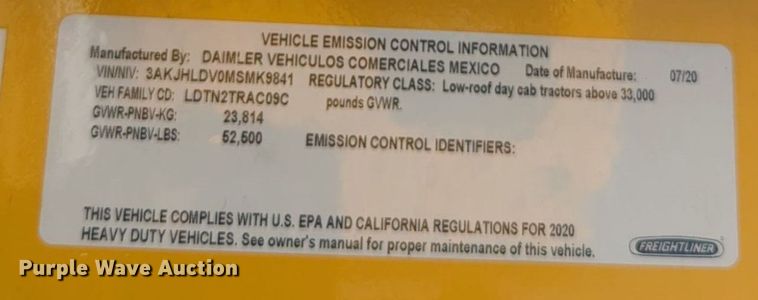 VEHICLE EMISSION CONTROL INFORMATION
Manufactured By: DAIMLER VEHICULOS COMERCIALES MEXICO Date of Manufacture: 07/20
VIN/NIV: 3AKJHLDV0MSMK9841 REGULATORY CLASS: Low-roof day cab tractors above 33,000
VEH FAMILY CD: LDTN2TRAC09C pounds GVWR.
GVWR-PNBV-KG: 23,814
GVWR-PNBV-LBS: 52,500 EMISSION CONTROL IDENTIFIERS:
THIS VEHICLE COMPLIES WITH U.S. EPA AND CALIFORNIA REGULATIONS FOR 2020
HEAVY DUTY VEHICLES. See owner's manual for proper maintenance of this vehicle.
FREIGHTLINER
Purple Wave Auction